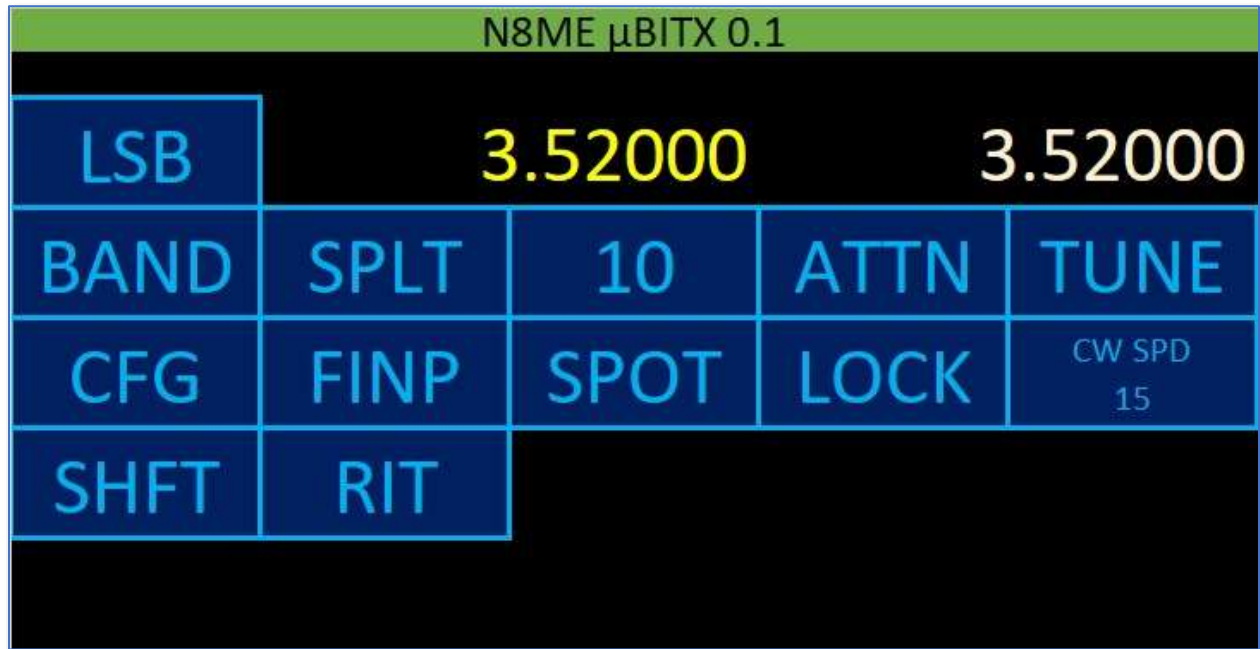 N8ME µBITX 0.1
LSB 3.52000 3.52000
BAND SPLT 10 ATTN TUNE
CFG FINP SPOT LOCK CW SPD
15
SHFT RIT